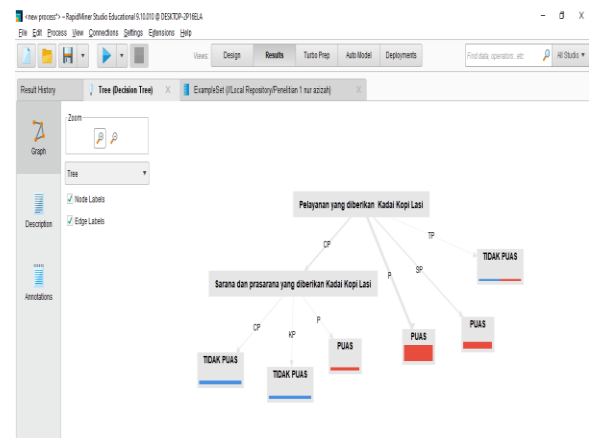 <new process*> – RapidMiner Studio Educational 9.10.010 @ DESKTOP-2P16ELA
File Edit Process View Connections Settings Extensions Help
Views: Design Results Turbo Prep Auto Model Deployments Find data, operators...etc All Studio
Result History Tree (Decision Tree) ExampleSet (//Local Repository/Penelitian 1 nur azizah)
Zoom
Graph
Tree
Node Labels
Edge Labels
Description
Annotations
Pelayanan yang diberikan Kadai Kopi Lasi
CP P SP TP
TIDAK PUAS
Sarana dan prasarana yang diberikan Kadai Kopi Lasi
CP KP P
PUAS
PUAS
PUAS
TIDAK PUAS
TIDAK PUAS